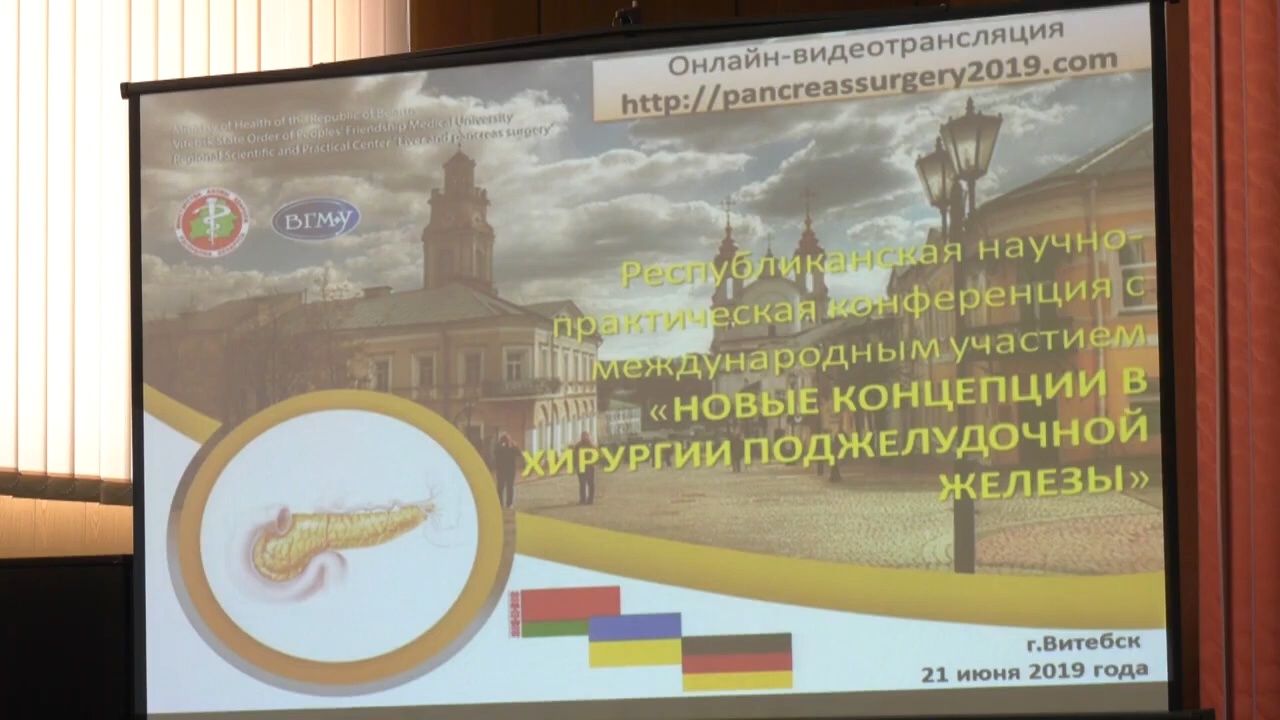 Онлайн-видеотрансляция
http://pancreassurgery2019.com
Ministry of Health of the Republic of Belarus
Vitebsk State Order of Peoples' Friendship Medical University
Regional Scientific and Practical Center "Liver and pancreas surgery"
ВГМУ
Республиканская научно-
практическая конференция с
международным участием
«НОВЫЕ КОНЦЕПЦИИ В
ХИРУРГИИ ПОДЖЕЛУДОЧНОЙ
ЖЕЛЕЗЫ»
г.Витебск
21 июня 2019 года